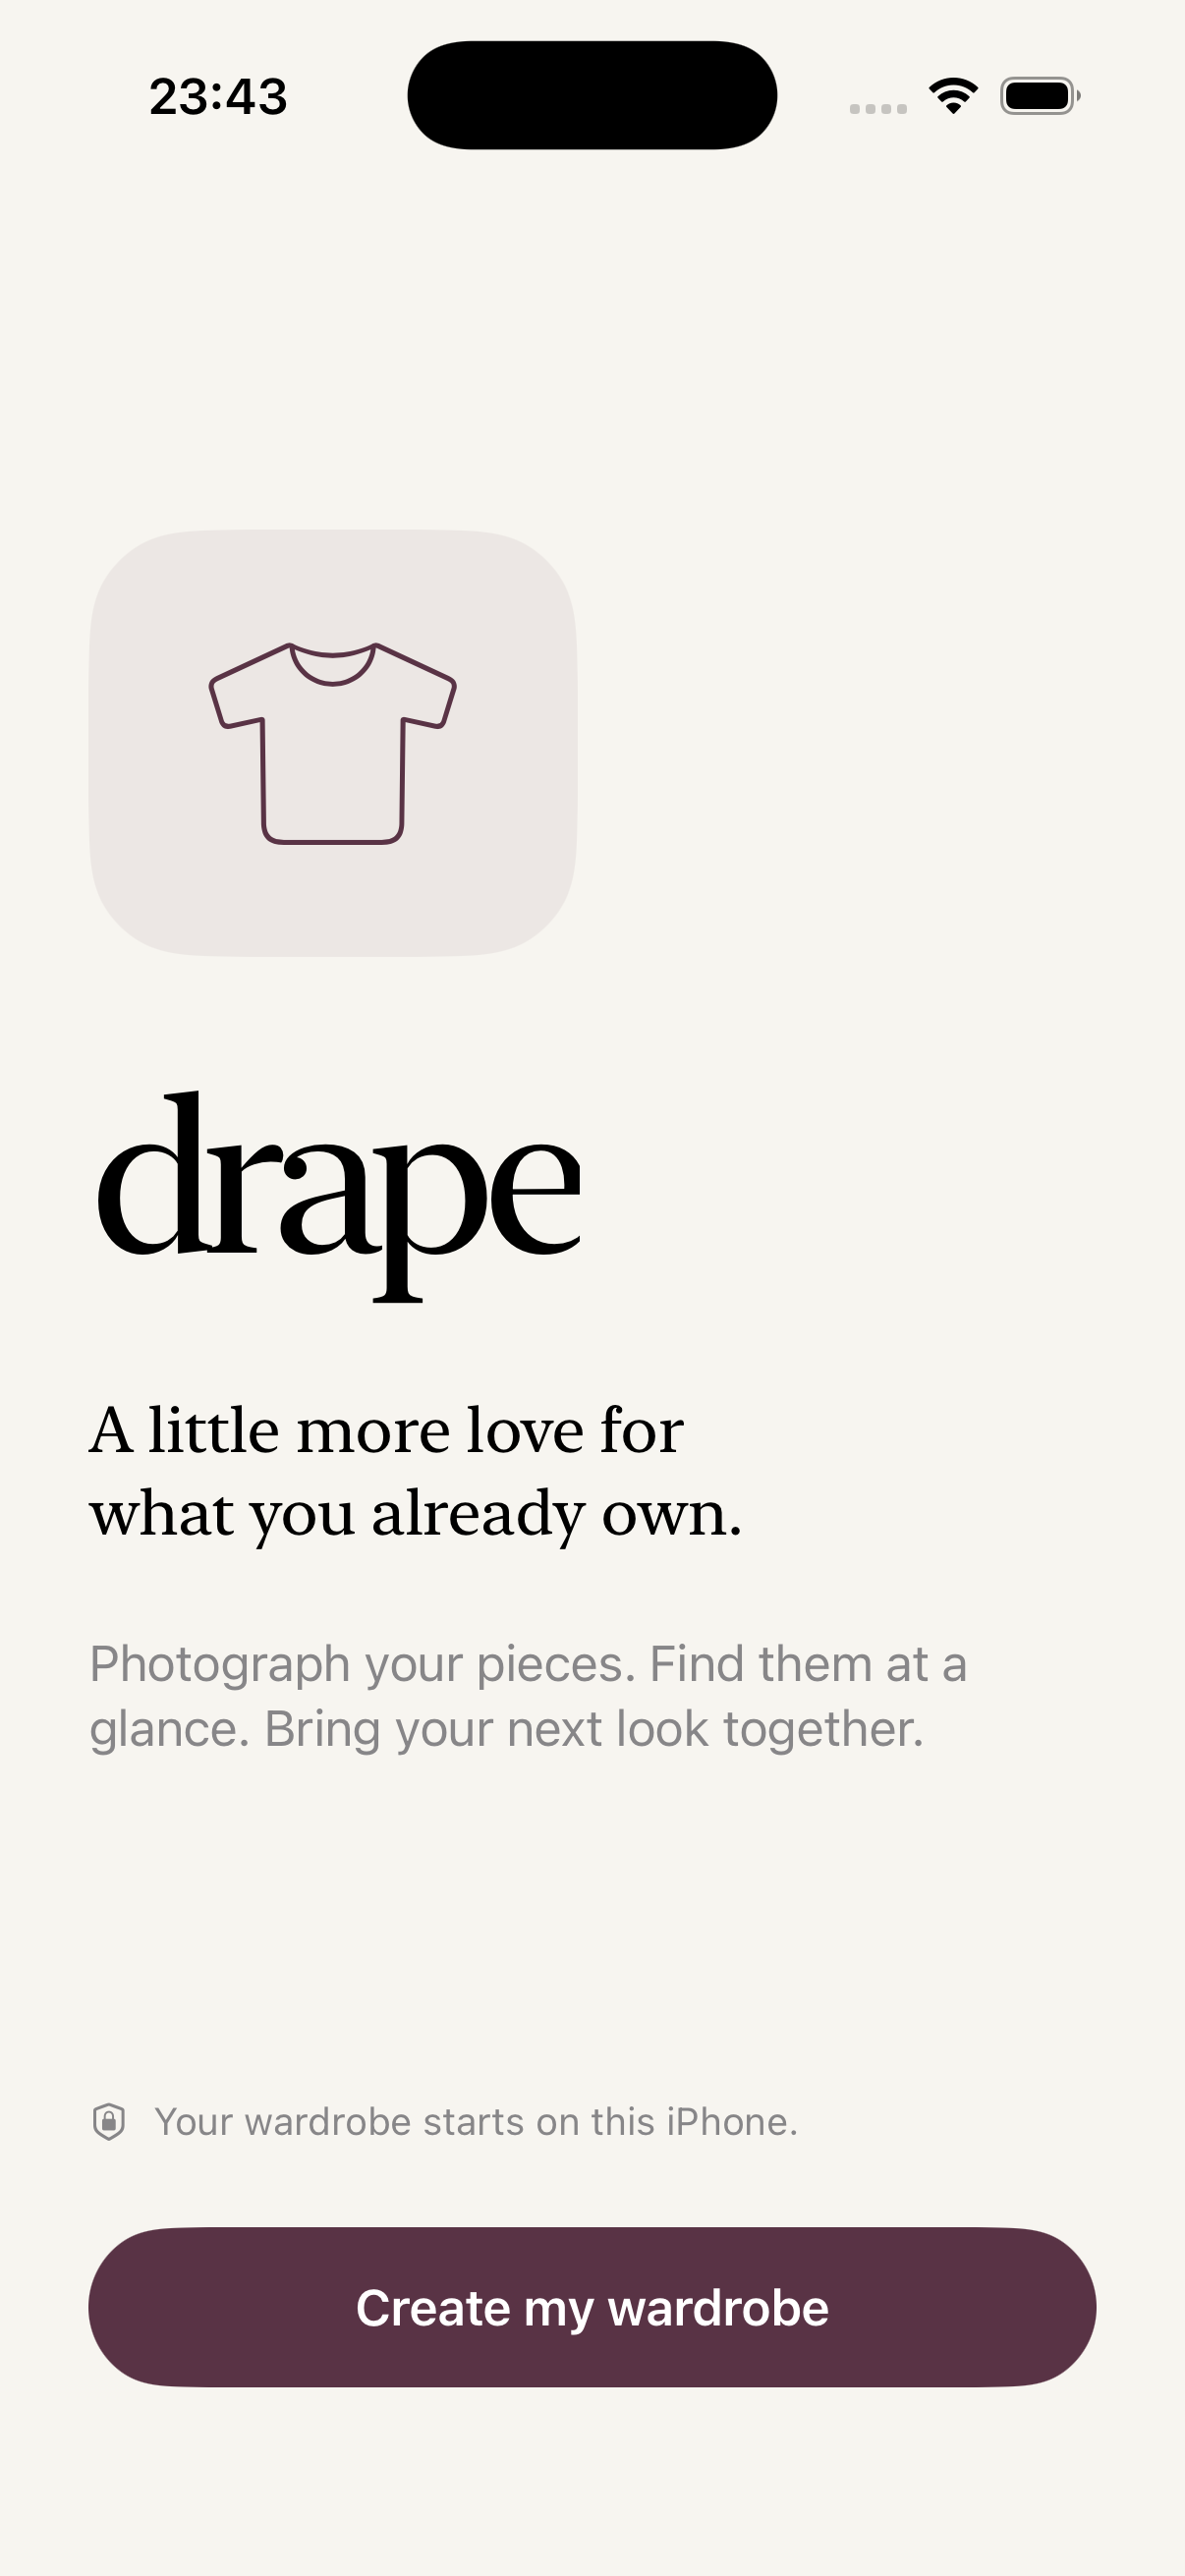 23:43
drape
A little more love for
what you already own.
Photograph your pieces. Find them at a
glance. Bring your next look together.
Your wardrobe starts on this iPhone.
Create my wardrobe